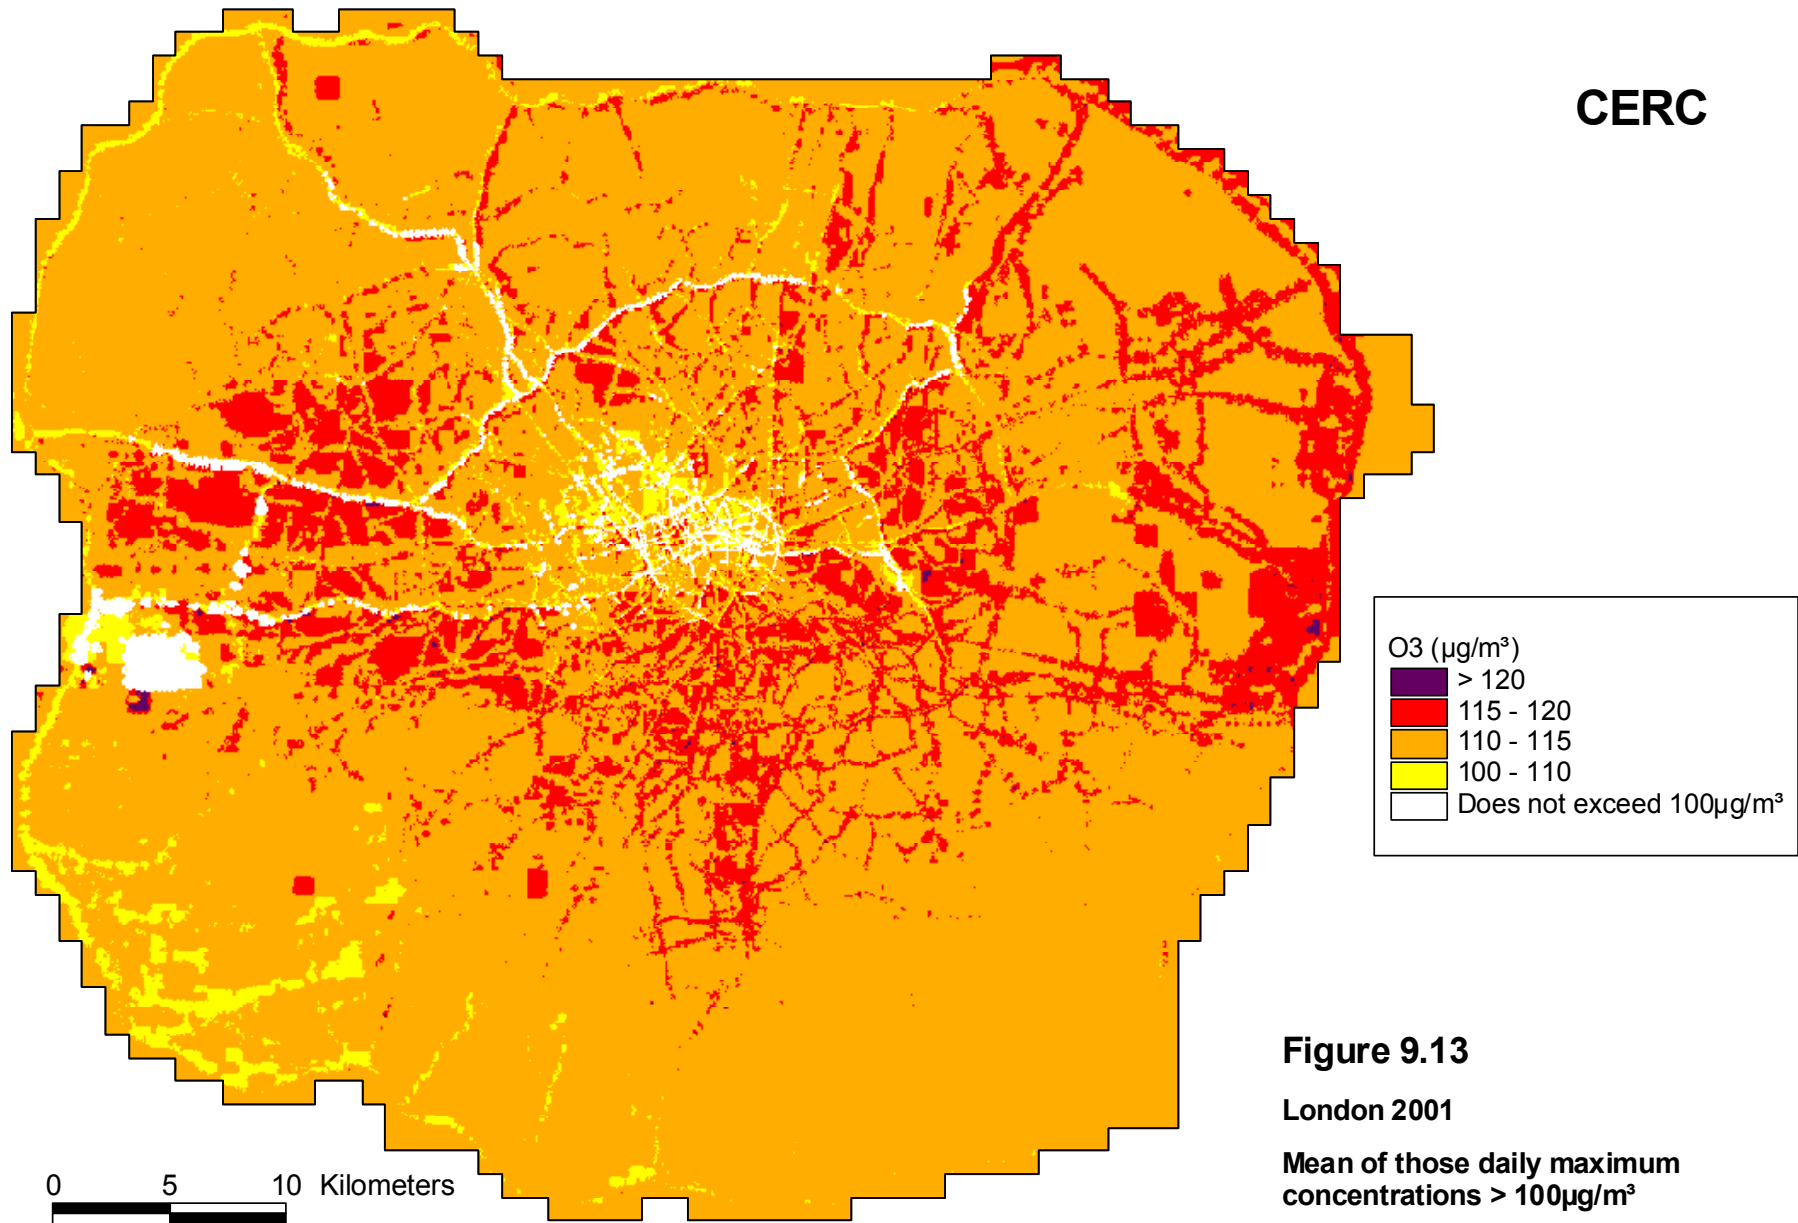 CERC
O3 (µg/m³)
> 120
115 - 120
110 - 115
100 - 110
Does not exceed 100µg/m³
Figure 9.13
London 2001
Mean of those daily maximum
concentrations > 100µg/m³
0 5 10 Kilometers